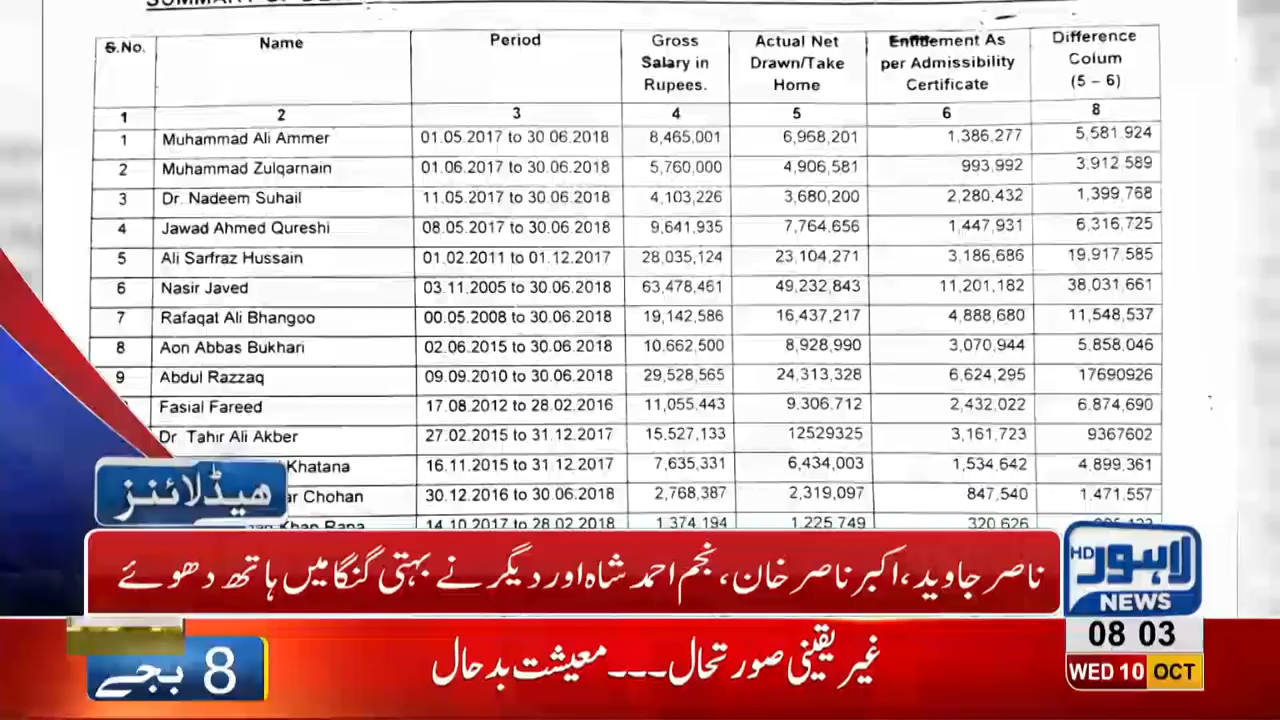 S.No. Name Period Gross Salary in Rupees. Actual Net Drawn/Take Home Entitlement As per Admissibility Certificate Difference Colum (5 – 6)
1 2 3 4 5 6 8
1 Muhammad Ali Ammer 01.05.2017 to 30.06.2018 8,465,001 6,968,201 1,386,277 5,581,924
2 Muhammad Zulqarnain 01.06.2017 to 30.06.2018 5,760,000 4,906,581 993,992 3,912 589
3 Dr. Nadeem Suhail 11.05.2017 to 30.06.2018 4,103,226 3,680,200 2,280,432 1,399,768
4 Jawad Ahmed Qureshi 08.05.2017 to 30.06.2018 9,641,935 7,764,656 1,447,931 6,316,725
5 Ali Sarfraz Hussain 01.02.2011 to 01.12.2017 28,035,124 23,104,271 3,186,686 19,917,585
6 Nasir Javed 03.11.2005 to 30.06.2018 63,478,461 49,232,843 11,201,182 38,031,661
7 Rafaqat Ali Bhangoo 00.05.2008 to 30.06.2018 19,142,586 16,437,217 4,888,680 11,548,537
8 Aon Abbas Bukhari 02.06.2015 to 30.06.2018 10,662,500 8,928,990 3,070,944 5,858,046
9 Abdul Razzaq 09.09.2010 to 30.06.2018 29,528,565 24,313,328 6,624,295 17690926
Fasial Fareed 17.08.2012 to 28.02.2016 11,055,443 9.306,712 2,432,022 6.874,690
Dr Tahir Ali Akber 27.02.2015 to 31.12.2017 15,527,133 12529325 3,161,723 9367602
Khatana 16.11.2015 to 31.12.2017 7,635,331 6,434,003 1,534,642 4,899,361
Chohan 30.12.2016 to 30.06.2018 2,768,387 2,319,097 847,540 1,471,557
Khan Rana 14.10.2017 to 28.02.2018 1,374,194 1,225,749 320,626
ہیڈلائنز
ناصر جاوید، اکبر ناصر خان، نجم احمد شاہ اور دیگر نے بہتی گنگا میں ہاتھ دھوئے
HD لاہور
NEWS
08 03
WED 10 OCT
8 بجے
غیر یقینی صورتحال۔۔۔معیشت بدحال